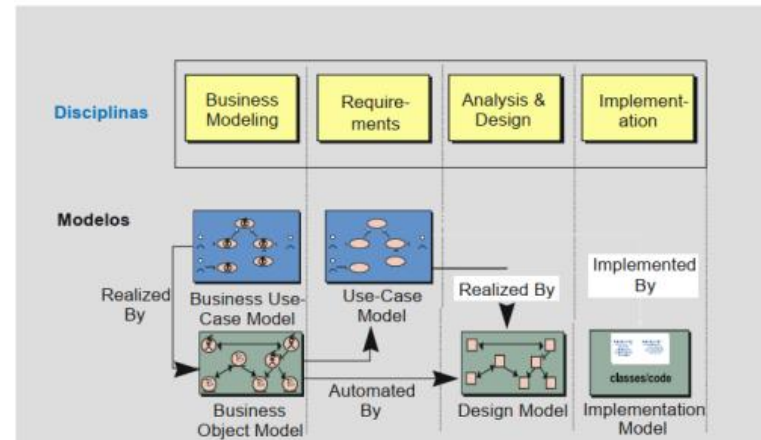 Disciplinas
Business
Modeling
Require-
ments
Analysis &
Design
Implement-
ation
Modelos
Realized
By
Business Use-
Case Model
Use-Case
Model
Realized By
Implemented
By
Business
Object Model
Automated
By
Design Model
classes/code
Implementation
Model